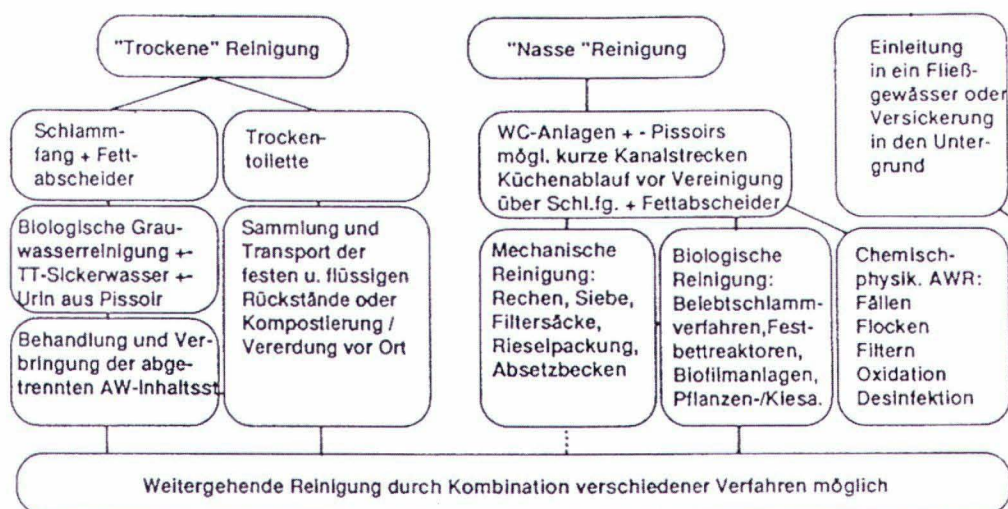 "Trockene" Reinigung
Schlamm-
fang + Fett-
abscheider
Trocken-
toilette
Biologische Grau-
wasserreinigung +-
TT-Sickerwasser +-
Urin aus Pissoir
Sammlung und
Transport der
festen u. flüssigen
Rückstände oder
Kompostierung /
Vererdung vor Ort
Behandlung und Ver-
bringung der abge-
trennten AW-Inhaltsst.
"Nasse "Reinigung
WC-Anlagen + - Pissoirs
mögl. kurze Kanalstrecken
Küchenablauf vor Vereinigung
über Schl.fg. + Fettabscheider
Mechanische
Reinigung:
Rechen, Siebe,
Filtersäcke,
Rieselpackung,
Absetzbecken
Biologische
Reinigung:
Belebtschlamm-
verfahren,Fest-
bettreaktoren,
Biofilmanlagen,
Pflanzen-/Kiesa.
Einleitung
in ein Fließ-
gewässer oder
Versickerung
in den Unter-
grund
Chemisch-
physik. AWR:
Fällen
Flocken
Filtern
Oxidation
Desinfektion
Weitergehende Reinigung durch Kombination verschiedener Verfahren möglich